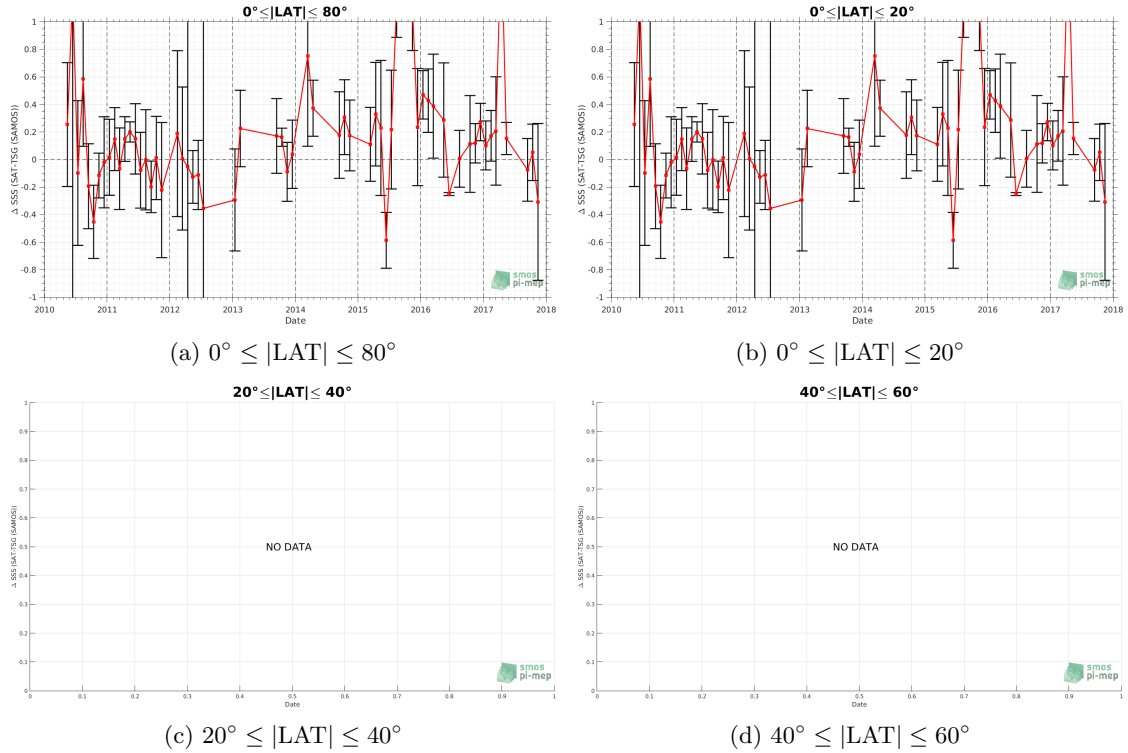 0°≤|LAT|≤ 80°
1
0.8
0.6
0.4
0.2
0
-0.2
-0.4
-0.6
-0.8
-1
Δ SSS (SAT-TSG (SAMOS))
2010 2011 2012 2013 2014 2015 2016 2017 2018
Date
smos
pi-mep
(a) 0° ≤ |LAT| ≤ 80°
0°≤|LAT|≤ 20°
1
0.8
0.6
0.4
0.2
0
-0.2
-0.4
-0.6
-0.8
-1
Δ SSS (SAT-TSG (SAMOS))
2010 2011 2012 2013 2014 2015 2016 2017 2018
Date
smos
pi-mep
(b) 0° ≤ |LAT| ≤ 20°
20°≤|LAT|≤ 40°
1
0.9
0.8
0.7
0.6
0.5
0.4
0.3
0.2
0.1
0
Δ SSS (SAT-TSG (SAMOS))
NO DATA
0 0.1 0.2 0.3 0.4 0.5 0.6 0.7 0.8 0.9 1
Date
smos
pi-mep
(c) 20° ≤ |LAT| ≤ 40°
40°≤|LAT|≤ 60°
1
0.9
0.8
0.7
0.6
0.5
0.4
0.3
0.2
0.1
0
Δ SSS (SAT-TSG (SAMOS))
NO DATA
0 0.1 0.2 0.3 0.4 0.5 0.6 0.7 0.8 0.9 1
Date
smos
pi-mep
(d) 40° ≤ |LAT| ≤ 60°